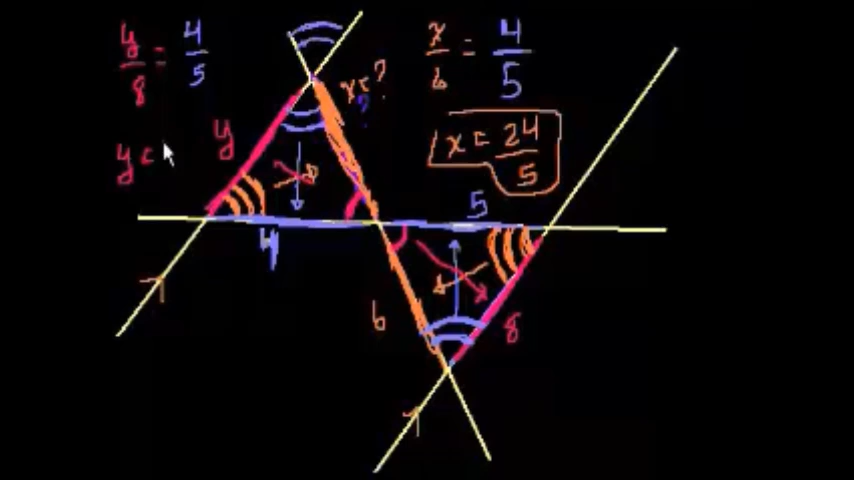 y/8 = 4/5
x/6 = 4/5
x = ?
?
x = 24/5
y =
y
5
4
6
8